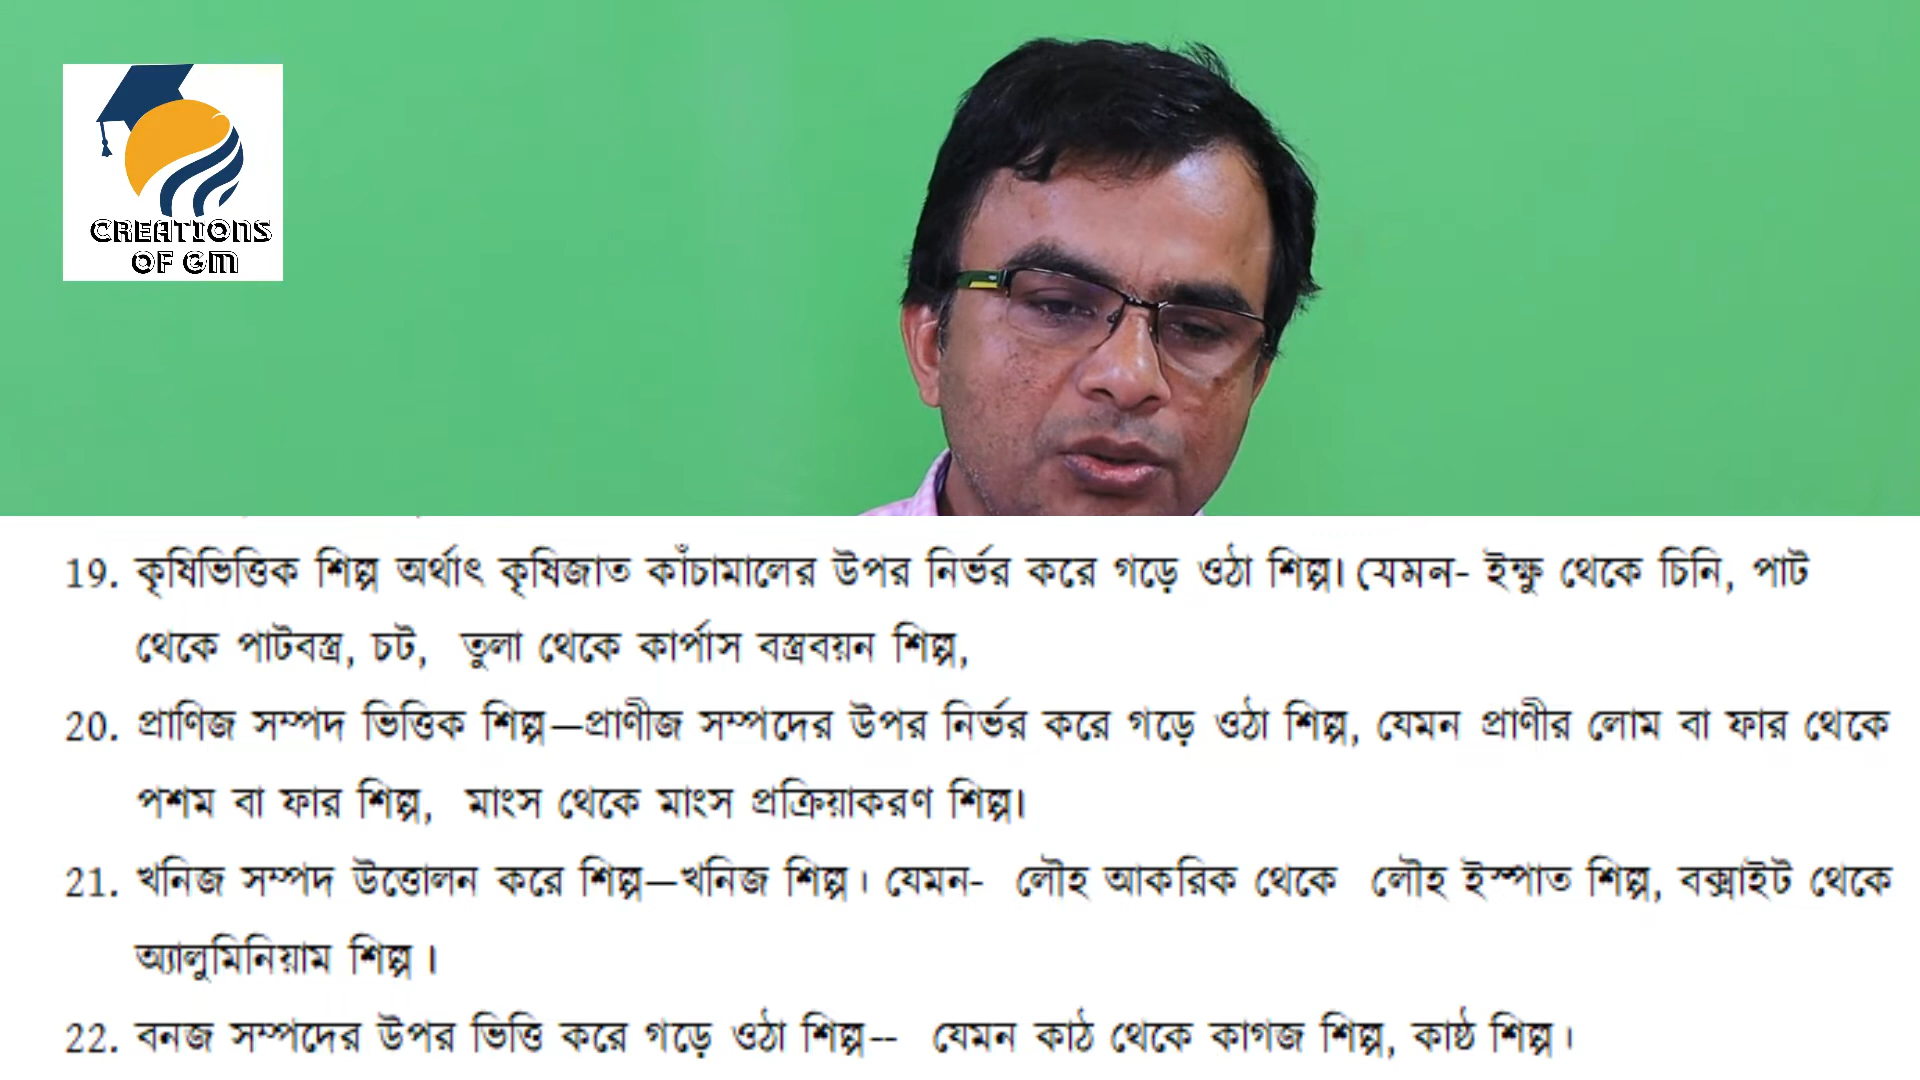 CREATIONS
OF GM
19. কৃষিভিত্তিক শিল্প অর্থাৎ কৃষিজাত কাঁচামালের উপর নির্ভর করে গড়ে ওঠা শিল্প। যেমন- ইক্ষু থেকে চিনি, পাট
থেকে পাটবস্ত্র, চট, তুলা থেকে কার্পাস বস্ত্রবয়ন শিল্প,
20. প্রাণিজ সম্পদ ভিত্তিক শিল্প—প্রাণীজ সম্পদের উপর নির্ভর করে গড়ে ওঠা শিল্প, যেমন প্রাণীর লোম বা ফার থেকে
পশম বা ফার শিল্প, মাংস থেকে মাংস প্রক্রিয়াকরণ শিল্প।
21. খনিজ সম্পদ উত্তোলন করে শিল্প—খনিজ শিল্প। যেমন- লৌহ আকরিক থেকে লৌহ ইস্পাত শিল্প, বক্সাইট থেকে
অ্যালুমিনিয়াম শিল্প।
22. বনজ সম্পদের উপর ভিত্তি করে গড়ে ওঠা শিল্প-- যেমন কাঠ থেকে কাগজ শিল্প, কাষ্ঠ শিল্প।